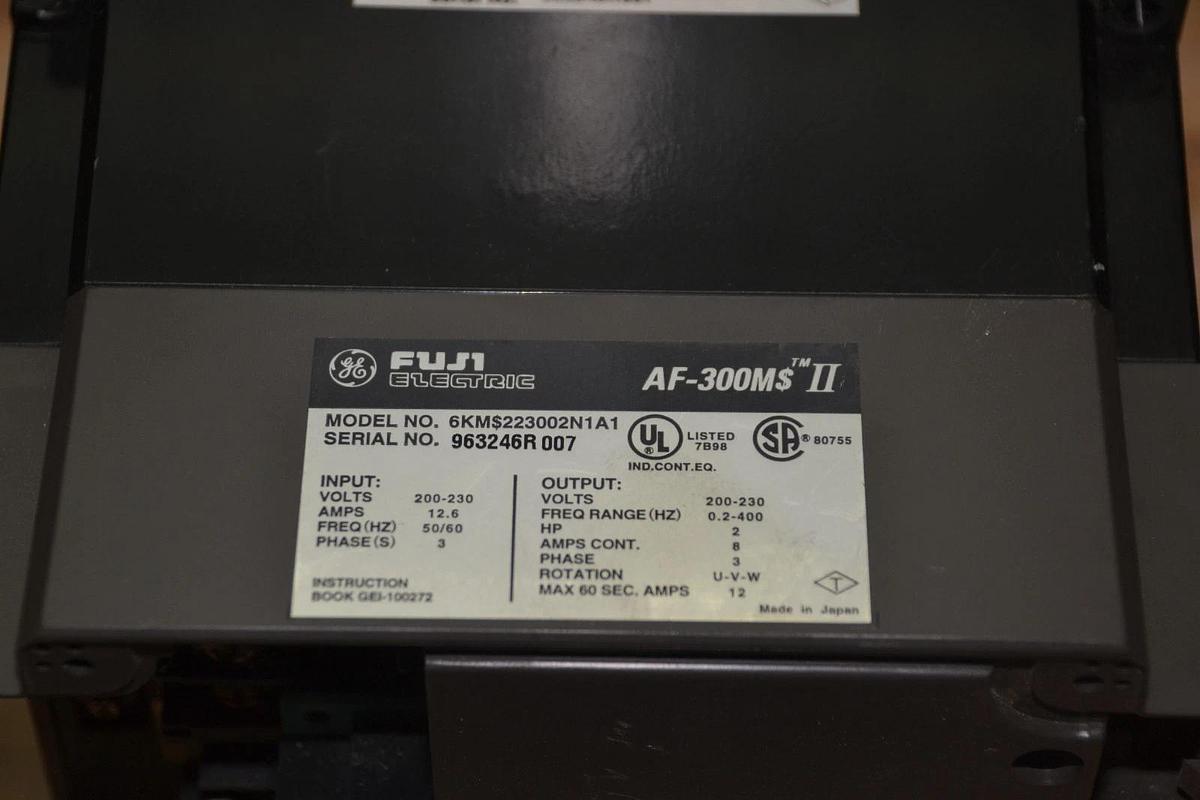 GE FUJI ELECTRIC AF-300M$™ II
MODEL NO. 6KM$223002N1A1
SERIAL NO. 963246R 007
UL ® LISTED 7B98
IND.CONT.EQ.
SA ® 80755
INPUT:
VOLTS 200-230
AMPS 12.6
FREQ (HZ) 50/60
PHASE (S) 3
INSTRUCTION
BOOK GEI-100272
OUTPUT:
VOLTS 200-230
FREQ RANGE (HZ) 0.2-400
HP 2
AMPS CONT. 8
PHASE 3
ROTATION U-V-W
MAX 60 SEC. AMPS 12
T
Made in Japan